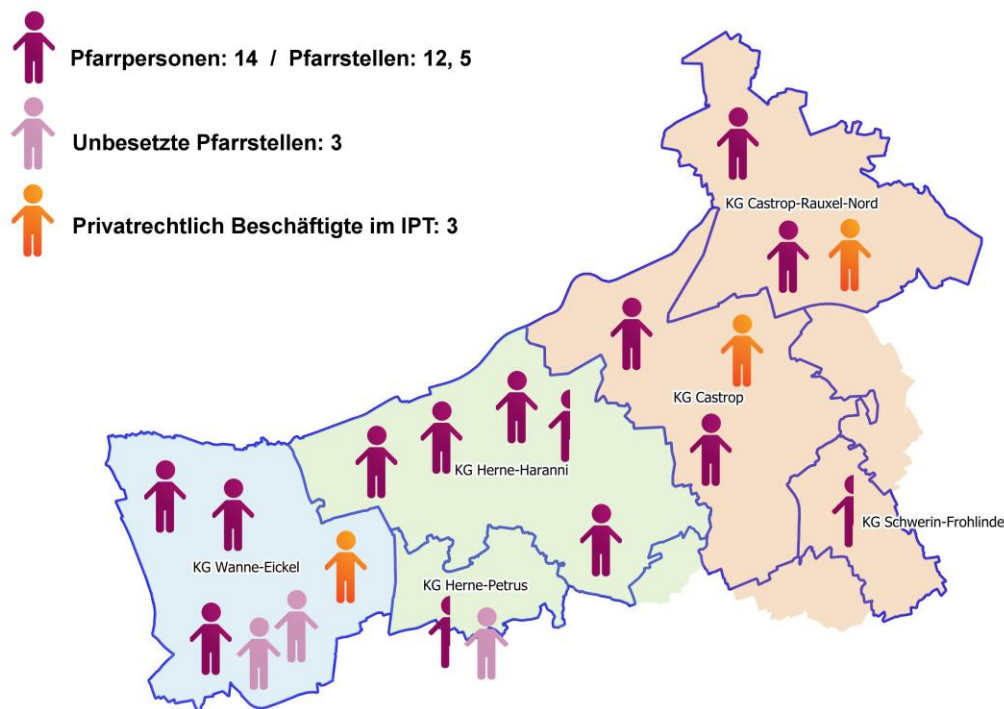 Pfarrpersonen: 14 / Pfarrstellen: 12, 5
Unbesetzte Pfarrstellen: 3
Privatrechtlich Beschäftigte im IPT: 3
KG Castrop-Rauxel-Nord
KG Castrop
KG Herne-Haranni
KG Schwerin-Frohlinde
KG Wanne-Eickel
KG Herne-Petrus